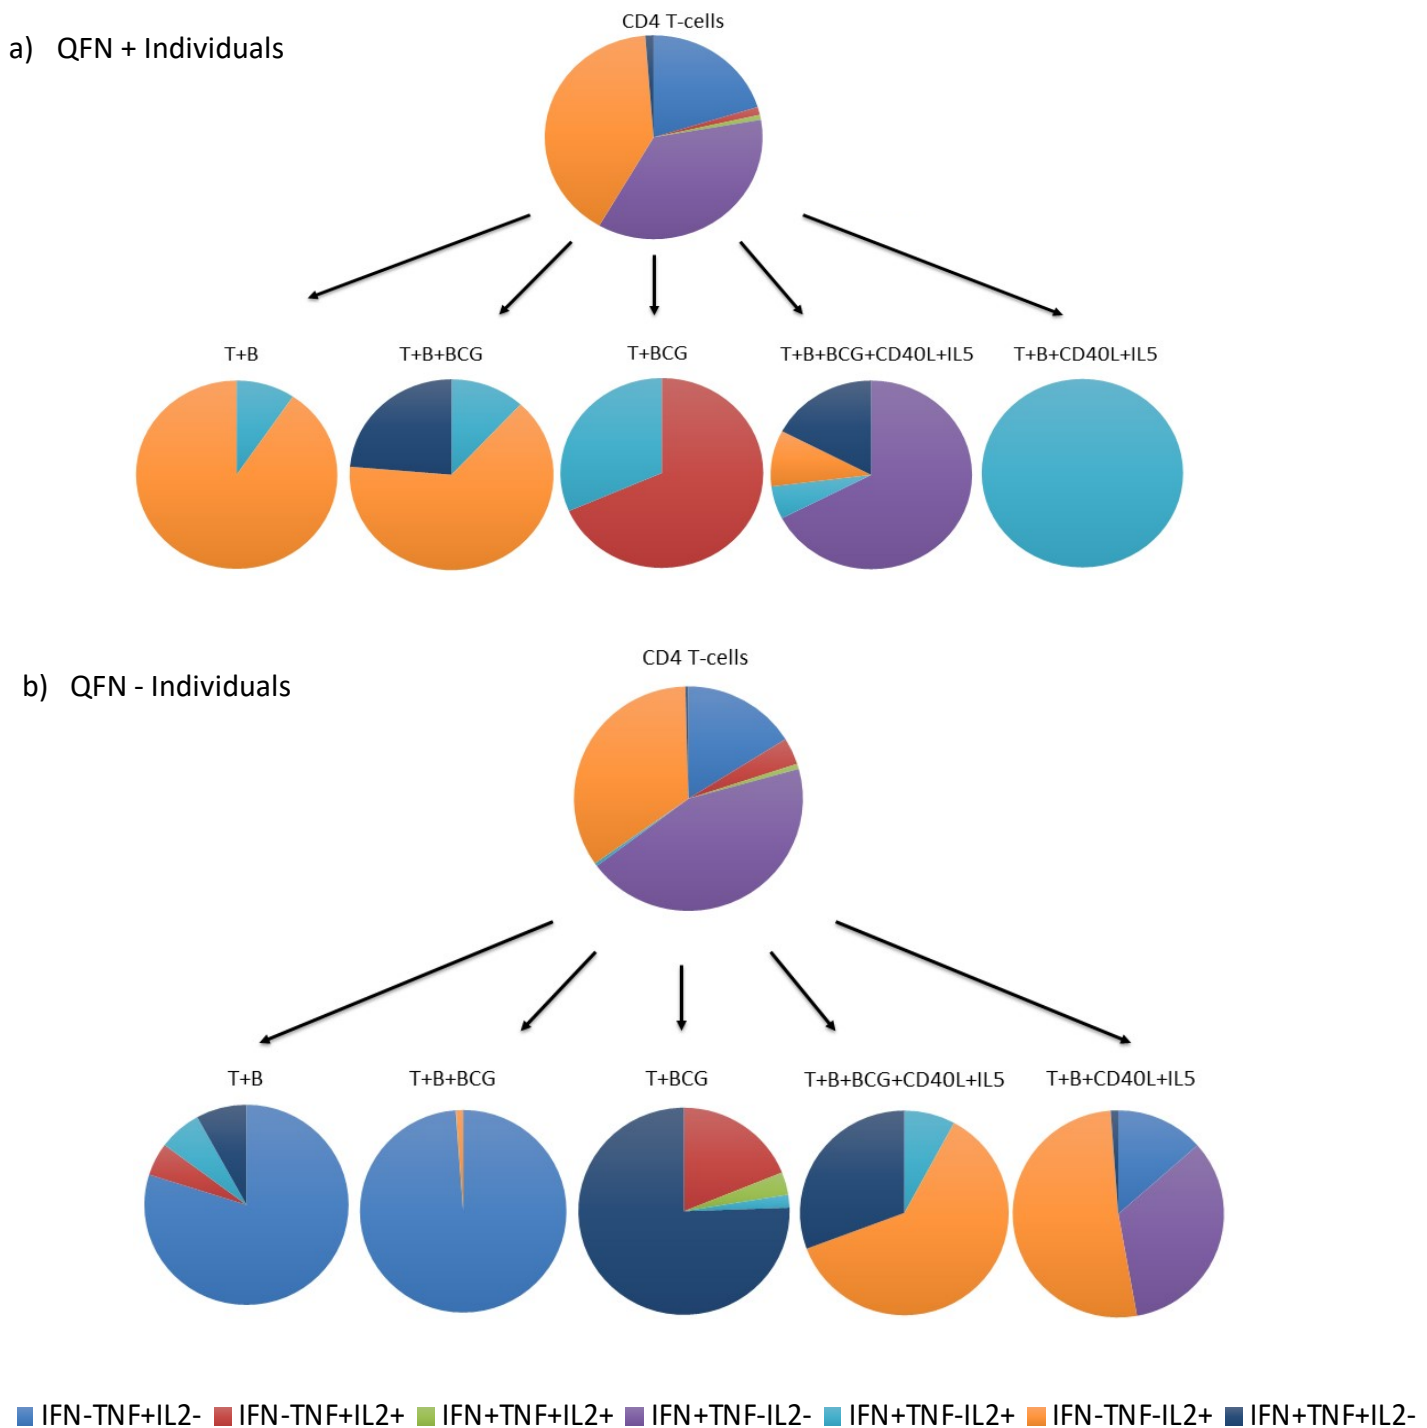 CD4 T-cells
a) QFN + Individuals
T+B
T+B+BCG
T+BCG
T+B+BCG+CD40L+IL5
T+B+CD40L+IL5
CD4 T-cells
b) QFN - Individuals
T+B
T+B+BCG
T+BCG
T+B+BCG+CD40L+IL5
T+B+CD40L+IL5
IFN-TNF+IL2- IFN-TNF+IL2+ IFN+TNF+IL2+ IFN+TNF-IL2- IFN+TNF-IL2+ IFN-TNF-IL2+ IFN+TNF+IL2-